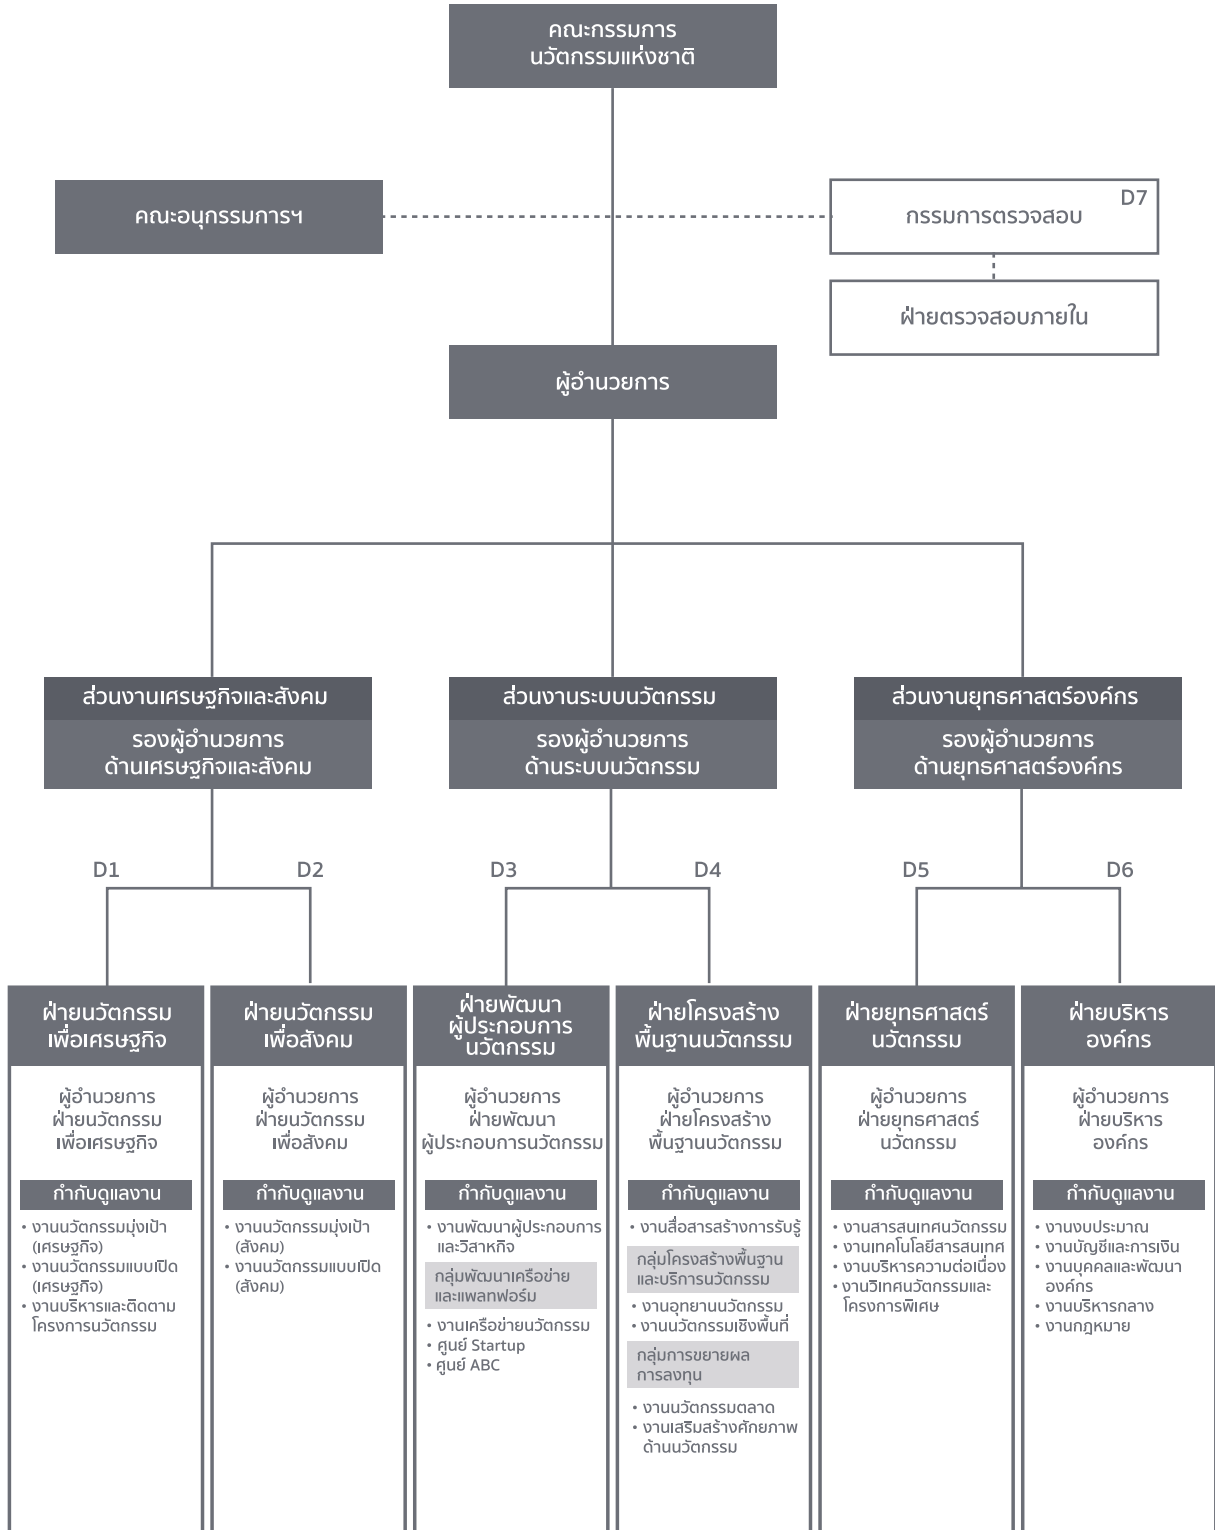 คณะกรรมการ
นวัตกรรมแห่งชาติ
คณะอนุกรรมการฯ
D7
กรรมการตรวจสอบ
ฝ่ายตรวจสอบภายใน
ผู้อำนวยการ
ส่วนงานเศรษฐกิจและสังคม
รองผู้อำนวยการ
ด้านเศรษฐกิจและสังคม
ส่วนงานระบบนวัตกรรม
รองผู้อำนวยการ
ด้านระบบนวัตกรรม
ส่วนงานยุทธศาสตร์องค์กร
รองผู้อำนวยการ
ด้านยุทธศาสตร์องค์กร
D1
D2
D3
D4
D5
D6
ฝ่ายนวัตกรรม
เพื่อเศรษฐกิจ
ผู้อำนวยการ
ฝ่ายนวัตกรรม
เพื่อเศรษฐกิจ
กำกับดูแลงาน
• งานนวัตกรรมมุ่งเป้า
(เศรษฐกิจ)
• งานนวัตกรรมแบบเปิด
(เศรษฐกิจ)
• งานบริหารและติดตาม
โครงการนวัตกรรม
ฝ่ายนวัตกรรม
เพื่อสังคม
ผู้อำนวยการ
ฝ่ายนวัตกรรม
เพื่อสังคม
กำกับดูแลงาน
• งานนวัตกรรมมุ่งเป้า
(สังคม)
• งานนวัตกรรมแบบเปิด
(สังคม)
ฝ่ายพัฒนา
ผู้ประกอบการ
นวัตกรรม
ผู้อำนวยการ
ฝ่ายพัฒนา
ผู้ประกอบการนวัตกรรม
กำกับดูแลงาน
• งานพัฒนาผู้ประกอบการ
และวิสาหกิจ
กลุ่มพัฒนาเครือข่าย
และแพลทฟอร์ม
• งานเครือข่ายนวัตกรรม
• ศูนย์ Startup
• ศูนย์ ABC
ฝ่ายโครงสร้าง
พื้นฐานนวัตกรรม
ผู้อำนวยการ
ฝ่ายโครงสร้าง
พื้นฐานนวัตกรรม
กำกับดูแลงาน
• งานสื่อสารสร้างการรับรู้
กลุ่มโครงสร้างพื้นฐาน
และบริการนวัตกรรม
• งานอุทยานนวัตกรรม
• งานนวัตกรรมเชิงพื้นที่
กลุ่มการขยายผล
การลงทุน
• งานนวัตกรรมตลาด
• งานเสริมสร้างศักยภาพ
ด้านนวัตกรรม
ฝ่ายยุทธศาสตร์
นวัตกรรม
ผู้อำนวยการ
ฝ่ายยุทธศาสตร์
นวัตกรรม
กำกับดูแลงาน
• งานสารสนเทศนวัตกรรม
• งานเทคโนโลยีสารสนเทศ
• งานบริหารความต่อเนื่อง
• งานวิเทศนวัตกรรมและ
โครงการพิเศษ
ฝ่ายบริหาร
องค์กร
ผู้อำนวยการ
ฝ่ายบริหาร
องค์กร
กำกับดูแลงาน
• งานงบประมาณ
• งานบัญชีและการเงิน
• งานบุคคลและพัฒนา
องค์กร
• งานบริหารกลาง
• งานกฎหมาย